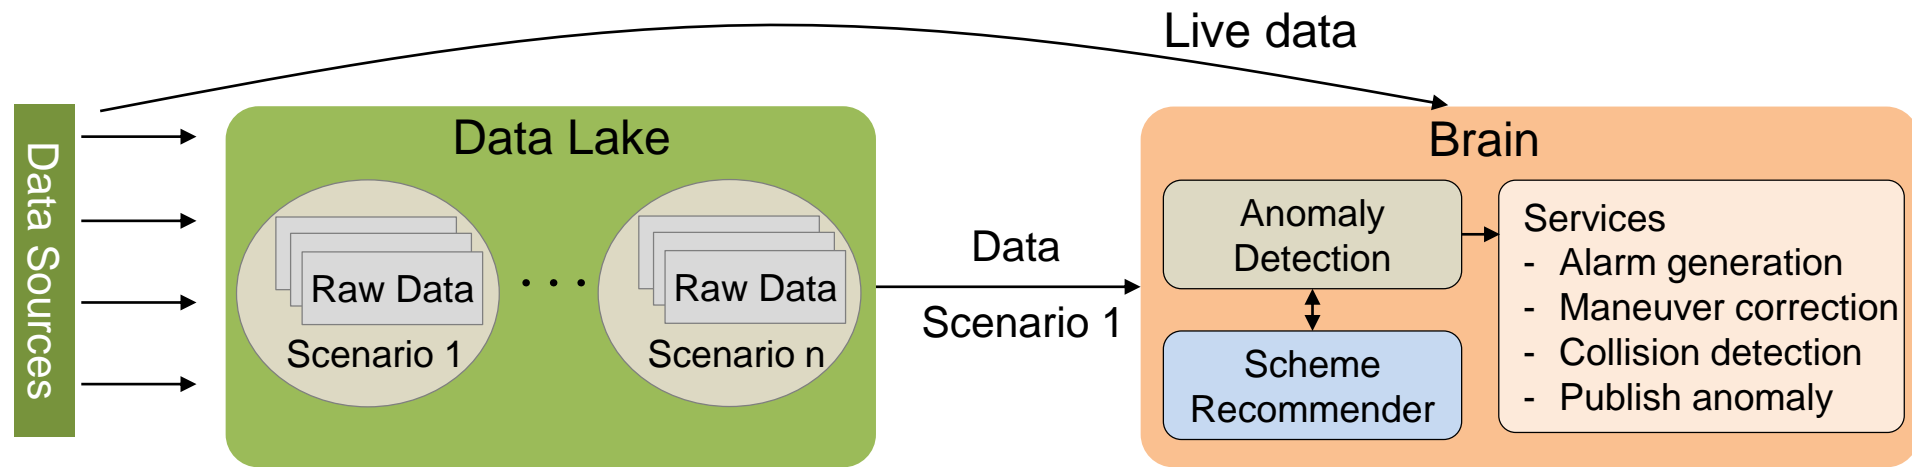 Live data
Data Sources
Data Lake
Raw Data
Scenario 1
. . .
Raw Data
Scenario n
Data
Scenario 1
Brain
Anomaly
Detection
Scheme
Recommender
Services
- Alarm generation
- Maneuver correction
- Collision detection
- Publish anomaly